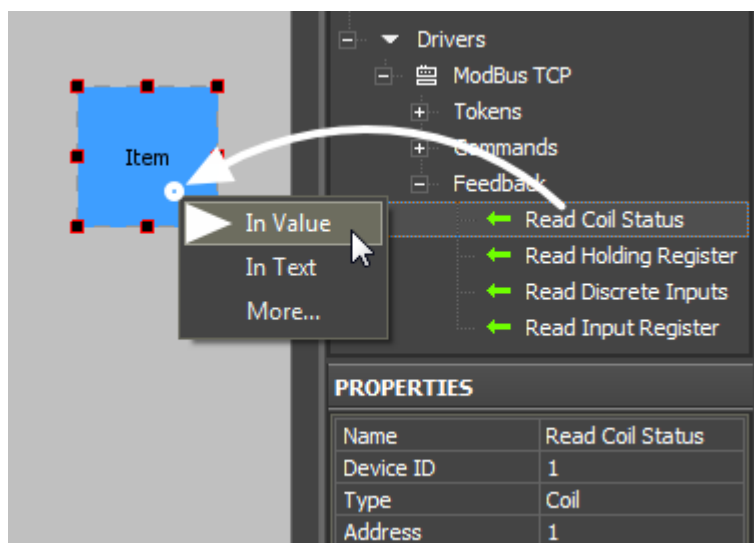 Item
In Value
In Text
More...
Drivers
ModBus TCP
Tokens
Commands
Feedback
Read Coil Status
Read Holding Register
Read Discrete Inputs
Read Input Register
PROPERTIES
Name Read Coil Status
Device ID 1
Type Coil
Address 1